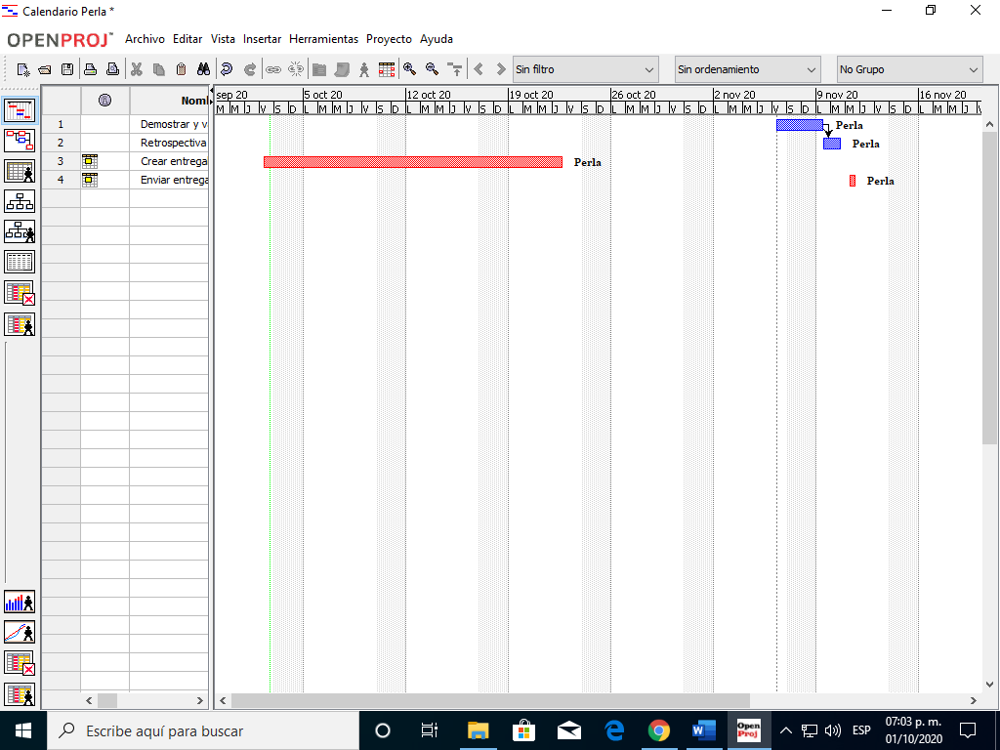 Calendario Perla *
OPENPROJ™ Archivo Editar Vista Insertar Herramientas Proyecto Ayuda
Sin filtro Sin ordenamiento No Grupo
sep 20 5 oct 20 12 oct 20 19 oct 20 26 oct 20 2 nov 20 9 nov 20 16 nov 20
M M J V S D L M M J V S D L M M J V S D L M M J V S D L M M J V S D L M M J V S D L M M J V S D L M M J V
Noml
1 Demostrar y v Perla
2 Retrospectiva Perla
3 Crear entregal Perla
4 Enviar entrega Perla
Escribe aquí para buscar
Open
Proj
ESP
07:03 p. m.
01/10/2020